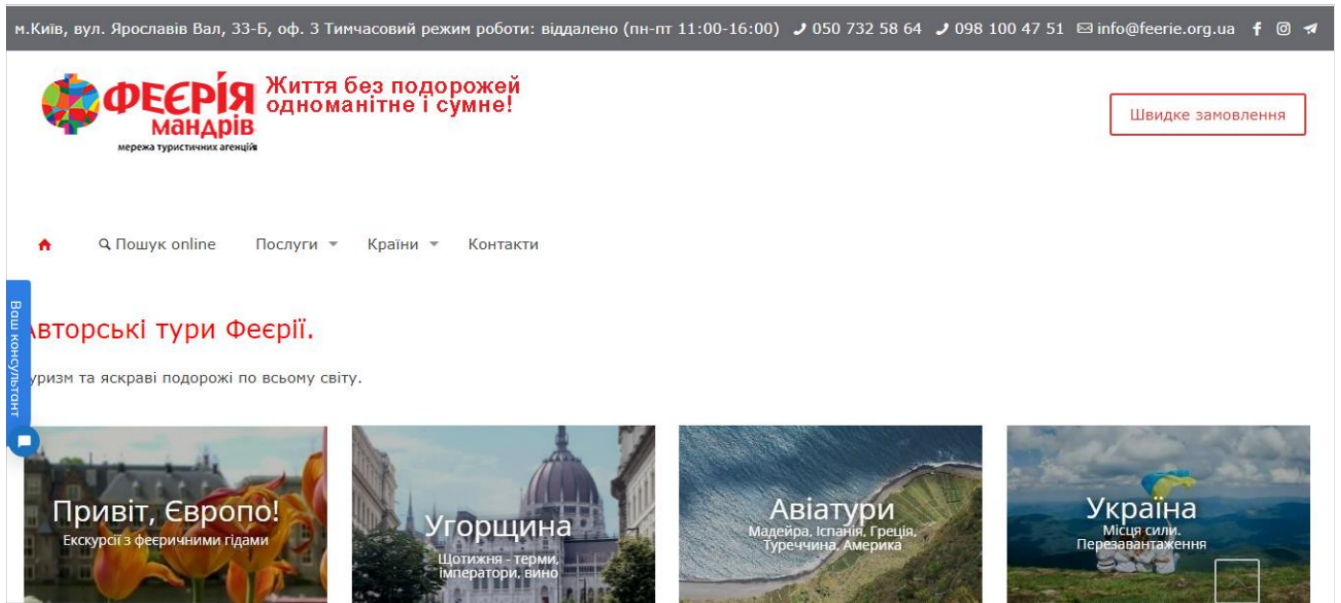 м.Київ, вул. Ярославів Вал, 33-Б, оф. 3 Тимчасовий режим роботи: віддалено (пн-пт 11:00-16:00) 050 732 58 64 098 100 47 51 info@feerie.org.ua
ФЕЄРІЯ
мандрів
мережа туристичних агенцій
Життя без подорожей
одноманітне і сумне!
Швидке замовлення
Пошук online Послуги Країни Контакти
Ваш консультант
Авторські тури Феєрії.
уризм та яскраві подорожі по всьому світу.
Привіт, Європо!
Екскурсії з феєричними гідами
Угорщина
Щотижня - терми,
імператори, вино
Авіатури
Мадейра, Іспанія, Греція,
Туреччина, Америка
Україна
Місця сили.
Перезавантаження